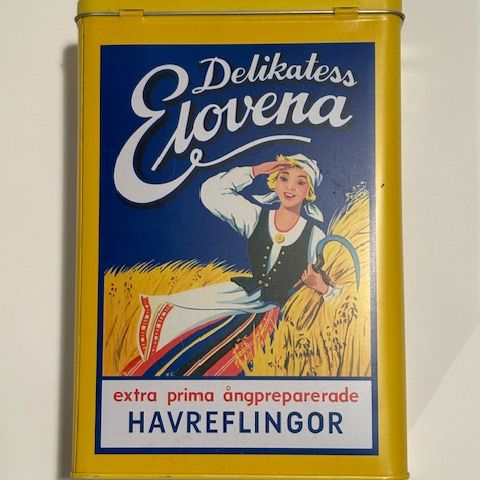 Delikatess
Elovena
extra prima ångpreparerade
HAVREFLINGOR